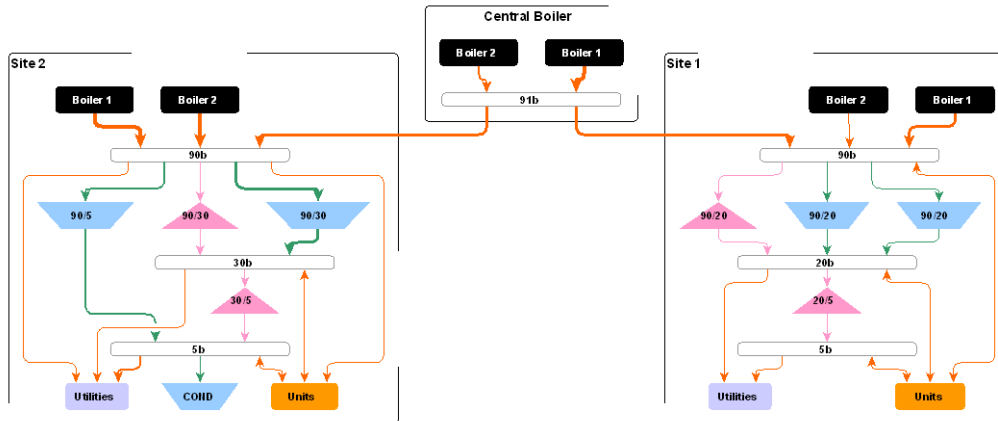 Central Boiler
Boiler 2
Boiler 1
91b
Site 2
Boiler 1
Boiler 2
90b
90/5
90/30
90/30
30b
30/5
5b
Utilities
COND
Units
Site 1
Boiler 2
Boiler 1
90b
90/20
90/20
90/20
20b
20/5
5b
Utilities
Units